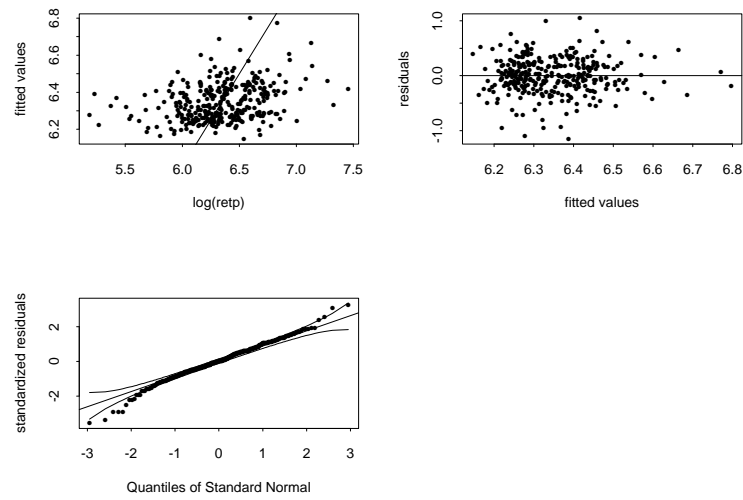 fitted values
6.2 6.4 6.6 6.8
5.5 6.0 6.5 7.0 7.5
log(retp)
residuals
-1.0 0.0 1.0
6.2 6.3 6.4 6.5 6.6 6.7 6.8
fitted values
standardized residuals
-2 0 2
-3 -2 -1 0 1 2 3
Quantiles of Standard Normal